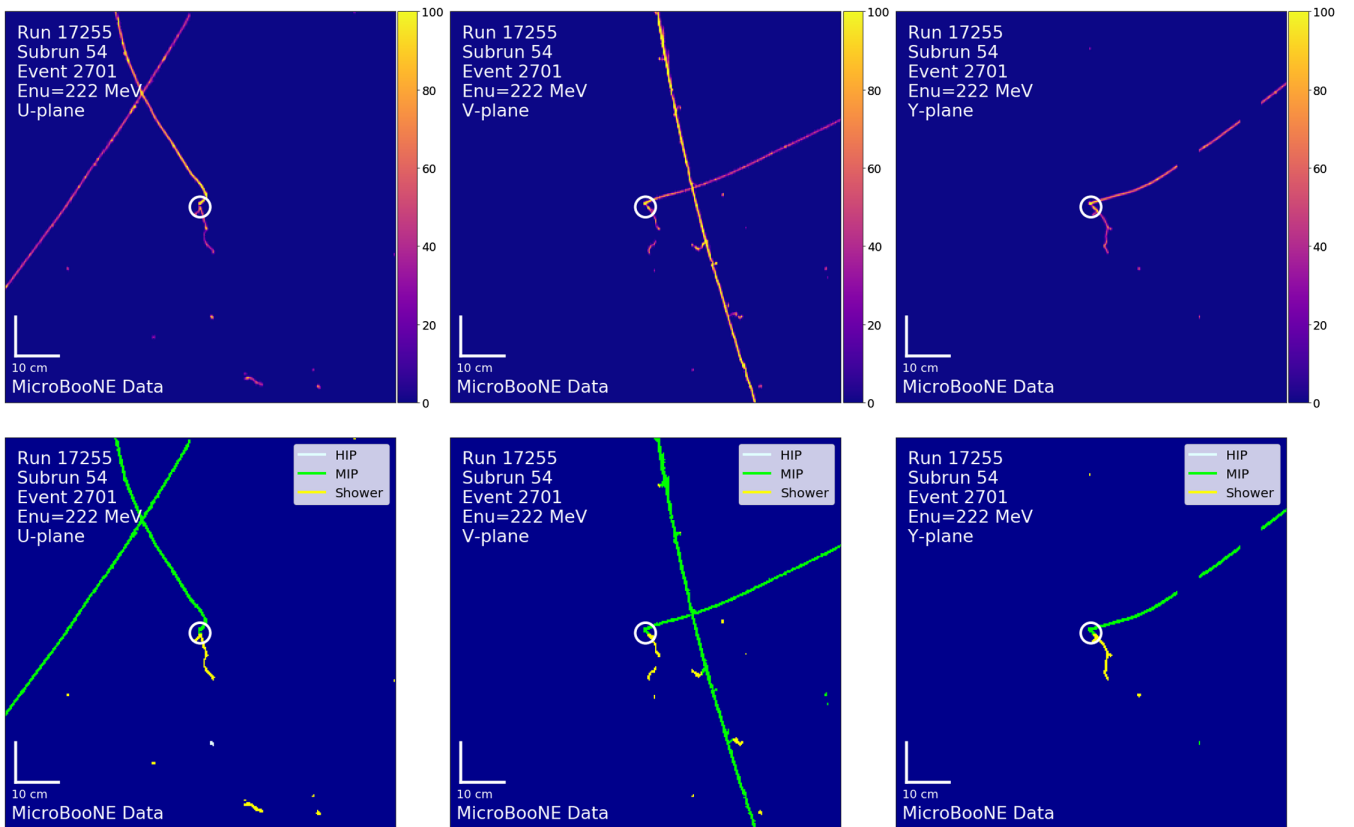 Run 17255
Subrun 54
Event 2701
Enu=222 MeV
U-plane
10 cm
MicroBooNE Data
100
80
60
40
20
0
Run 17255
Subrun 54
Event 2701
Enu=222 MeV
V-plane
10 cm
MicroBooNE Data
100
80
60
40
20
0
Run 17255
Subrun 54
Event 2701
Enu=222 MeV
Y-plane
10 cm
MicroBooNE Data
100
80
60
40
20
0
Run 17255
Subrun 54
Event 2701
Enu=222 MeV
U-plane
HIP
MIP
Shower
10 cm
MicroBooNE Data
Run 17255
Subrun 54
Event 2701
Enu=222 MeV
V-plane
HIP
MIP
Shower
10 cm
MicroBooNE Data
Run 17255
Subrun 54
Event 2701
Enu=222 MeV
Y-plane
HIP
MIP
Shower
10 cm
MicroBooNE Data